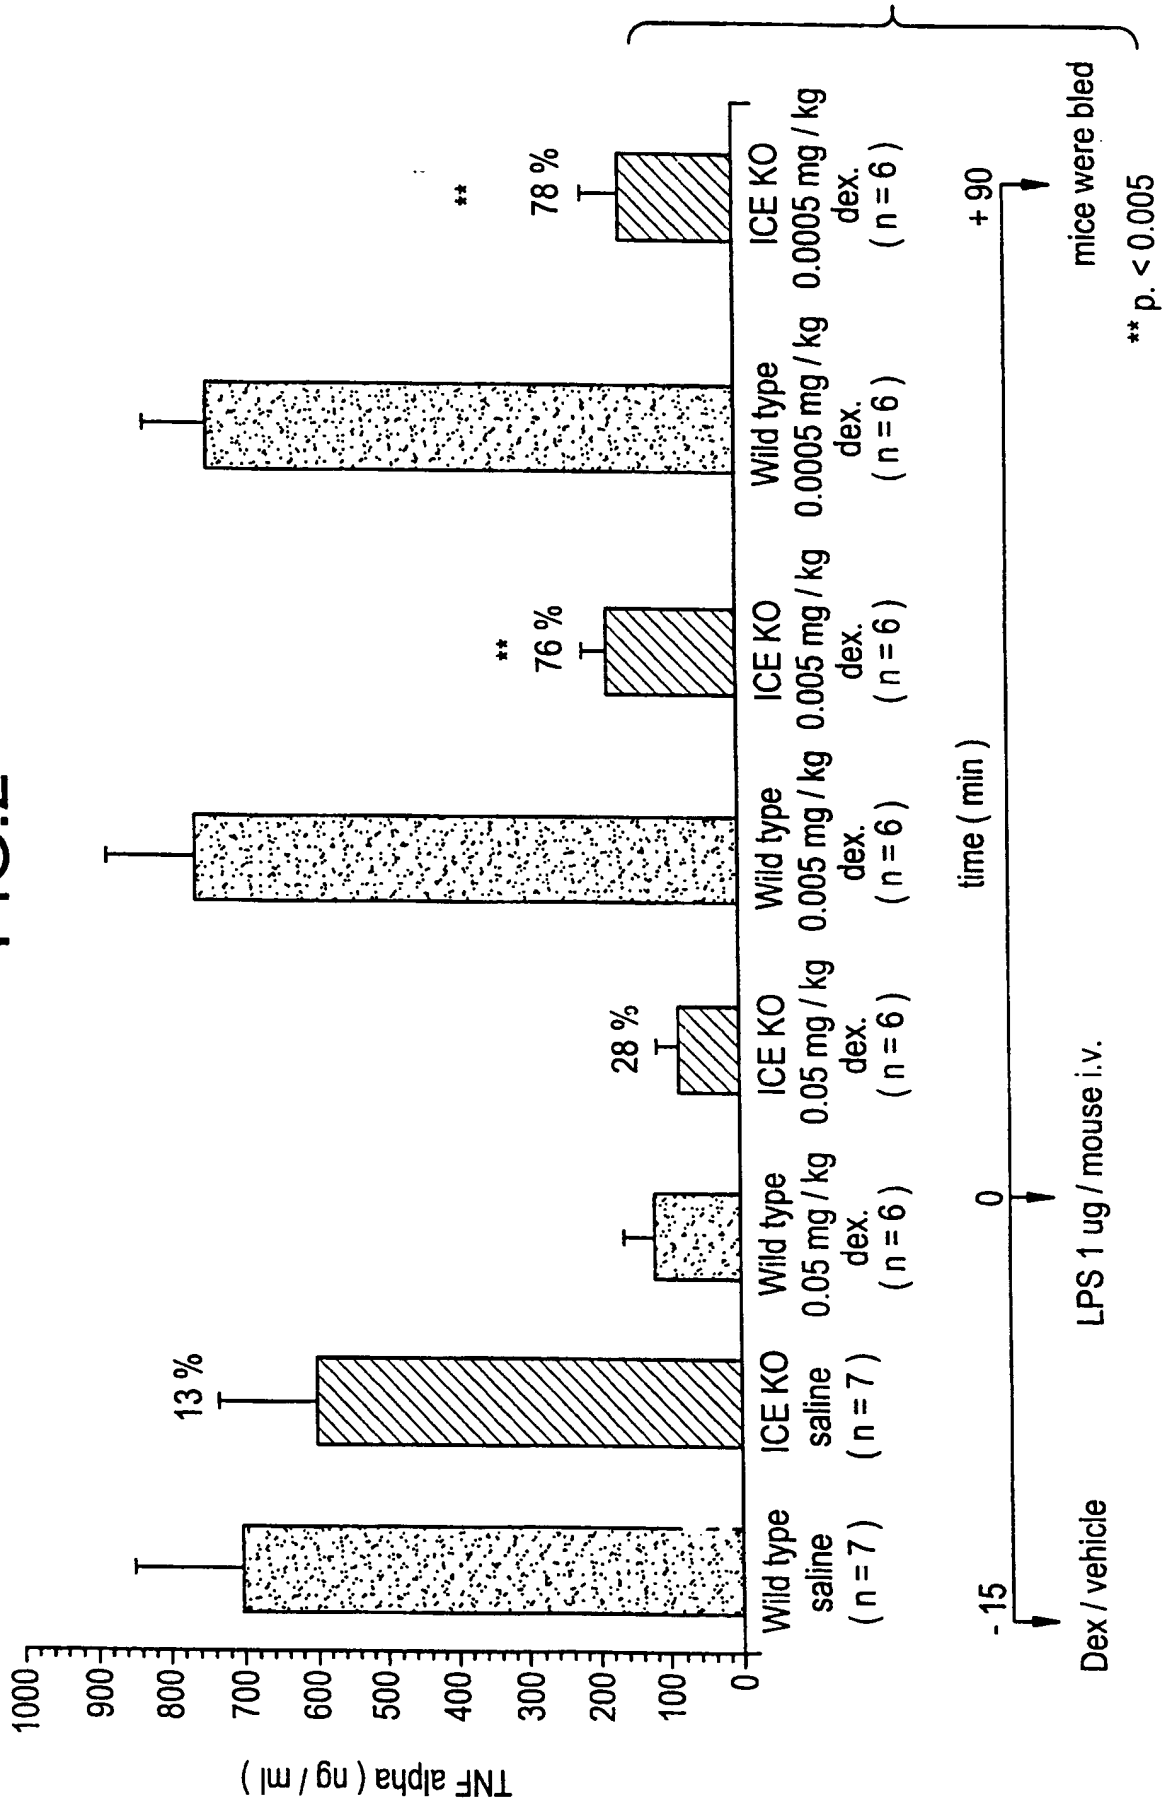 FIG.2
TNF alpha ( ng / ml )
1000
900
800
700
600
500
400
300
200
100
0
13 %
28 %
**
76 %
**
78 %
Wild type
saline
( n = 7 )
ICE KO
saline
( n = 7 )
Wild type
0.05 mg / kg
dex.
( n = 6 )
ICE KO
0.05 mg / kg
dex.
( n = 6 )
Wild type
0.005 mg / kg
dex.
( n = 6 )
ICE KO
0.005 mg / kg
dex.
( n = 6 )
Wild type
0.0005 mg / kg
dex.
( n = 6 )
ICE KO
0.0005 mg / kg
dex.
( n = 6 )
time ( min )
- 15
0
+ 90
Dex / vehicle
LPS 1 ug / mouse i.v.
mice were bled
** p. < 0.005